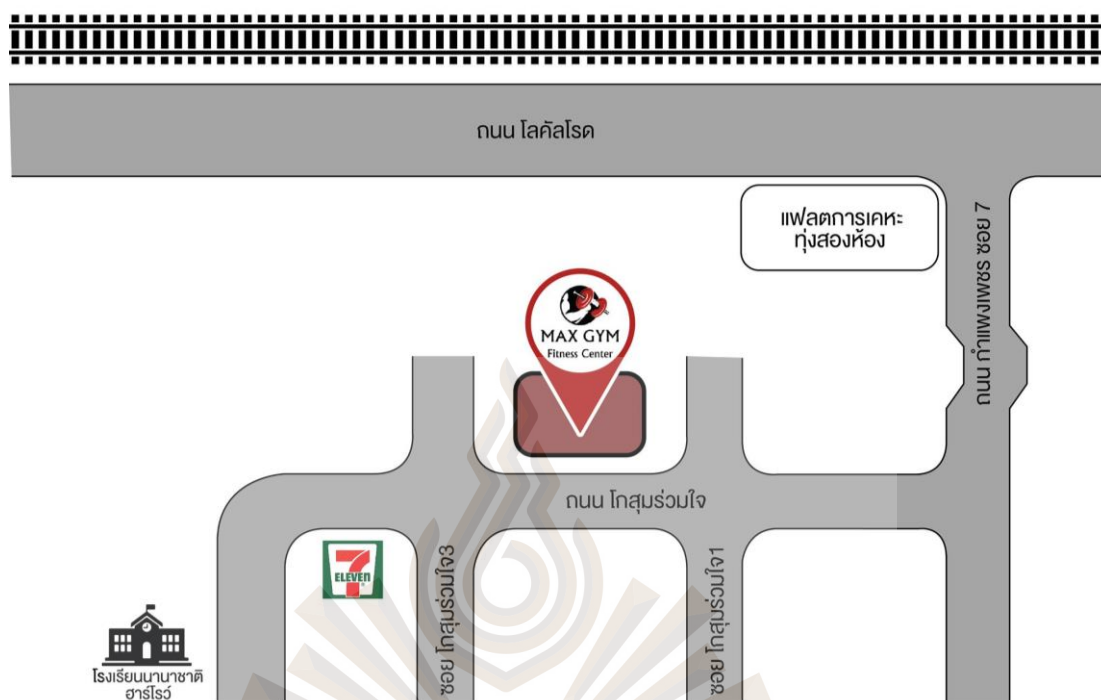 ถนน โลคัลโรด
แฟลตการเคหะ
ทุ่งสองห้อง
ถนน กำแพงเพชร ซอย 7
MAX GYM
Fitness Center
ถนน โกสุมร่วมใจ
7
ELEVEN
ซอย โกสุมร่วมใจ3
ซอย โกสุมร่วมใจ1
โรงเรียนนานาชาติ
ฮาร์โรว์